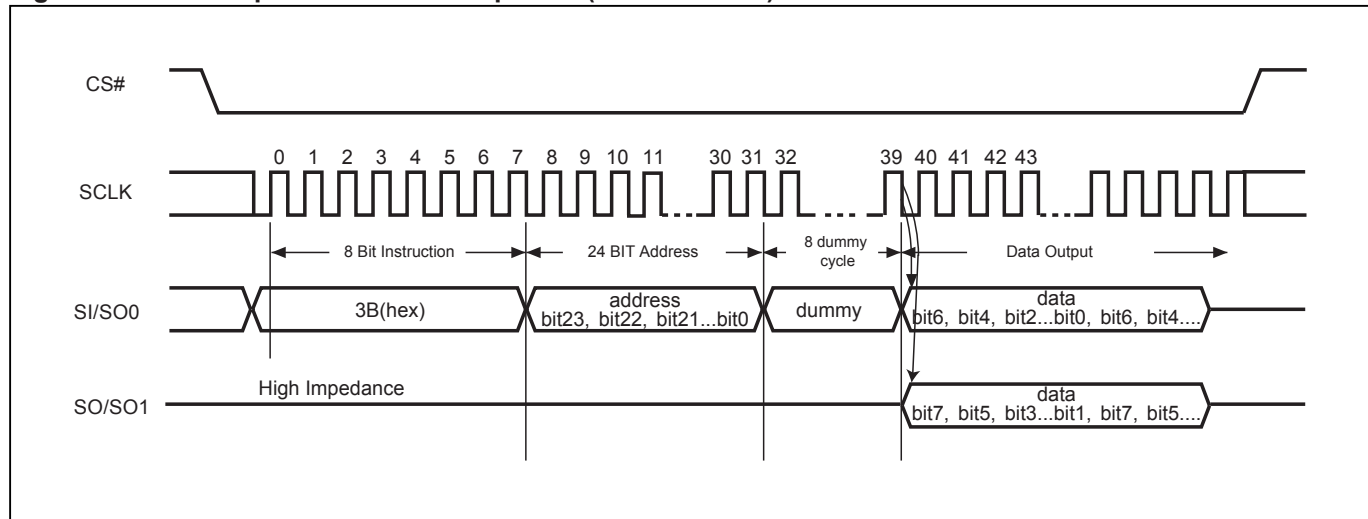 CS#
0 1 2 3 4 5 6 7 8 9 10 11 30 31 32 39 40 41 42 43
SCLK
8 Bit Instruction
24 BIT Address
8 dummy
cycle
Data Output
SI/SO0
3B(hex)
address
bit23, bit22, bit21...bit0
dummy
data
bit6, bit4, bit2...bit0, bit6, bit4....
High Impedance
SO/SO1
data
bit7, bit5, bit3...bit1, bit7, bit5....